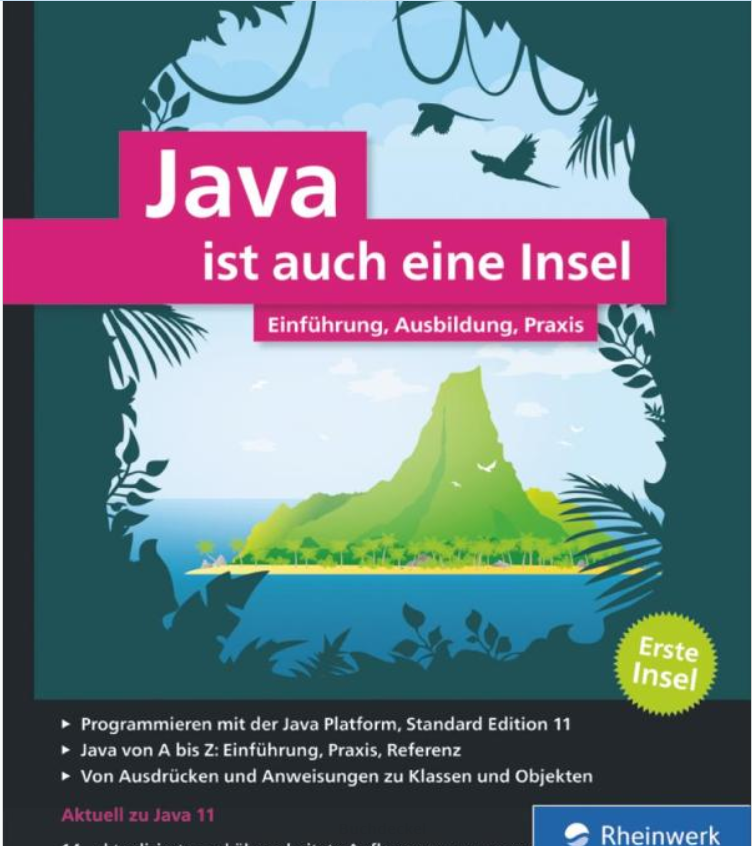 Java
ist auch eine Insel
Einführung, Ausbildung, Praxis
Erste
Insel
▸ Programmieren mit der Java Platform, Standard Edition 11
▸ Java von A bis Z: Einführung, Praxis, Referenz
▸ Von Ausdrücken und Anweisungen zu Klassen und Objekten
Aktuell zu Java 11
Rheinwerk